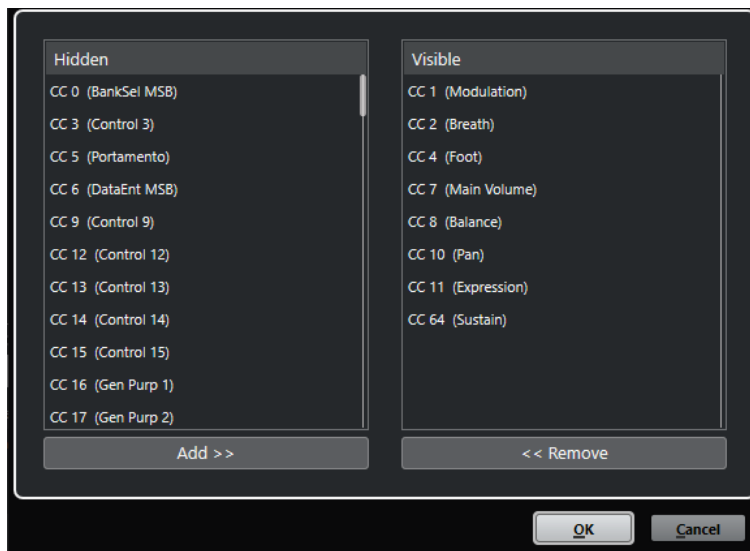 Hidden
CC 0 (BankSel MSB)
CC 3 (Control 3)
CC 5 (Portamento)
CC 6 (DataEnt MSB)
CC 9 (Control 9)
CC 12 (Control 12)
CC 13 (Control 13)
CC 14 (Control 14)
CC 15 (Control 15)
CC 16 (Gen Purp 1)
CC 17 (Gen Purp 2)
Add >>
Visible
CC 1 (Modulation)
CC 2 (Breath)
CC 4 (Foot)
CC 7 (Main Volume)
CC 8 (Balance)
CC 10 (Pan)
CC 11 (Expression)
CC 64 (Sustain)
<< Remove
OK
Cancel